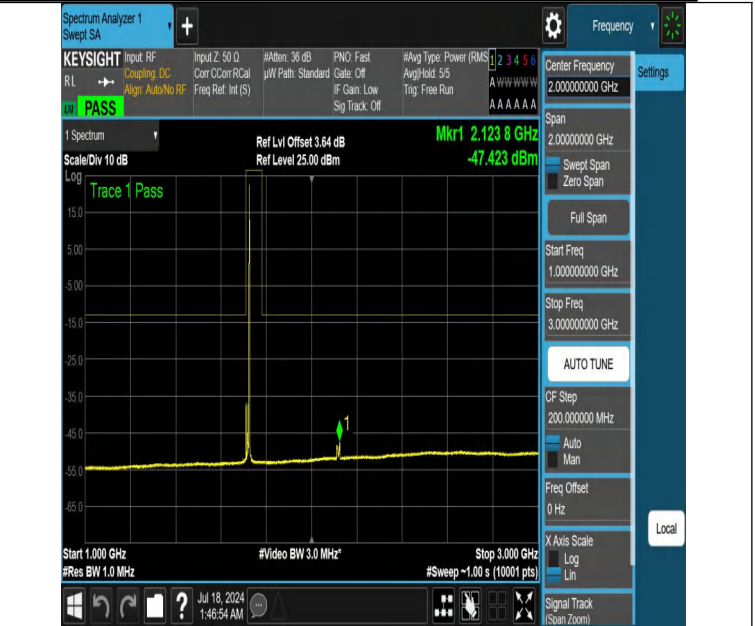 Spectrum Analyzer 1
Swept SA
+
Frequency
KEYSIGHT
RL
PASS
Input: RF
Coupling: DC
Align: Auto/No RF
Input Z: 50 Ω
Corr CCorr RCal
Freq Ref: Int (S)
#Atten: 36 dB
µW Path: Standard
PNO: Fast
Gate: Off
IF Gain: Low
Sig Track: Off
#Avg Type: Power (RMS
Avg|Hold: 5/5
Trig: Free Run
1 2 3 4 5 6
A W W W W W
A A A A A A
Center Frequency
2.000000000 GHz
Settings
Span
2.00000000 GHz
Swept Span
Zero Span
Full Span
Start Freq
1.000000000 GHz
Stop Freq
3.000000000 GHz
AUTO TUNE
CF Step
200.000000 MHz
Auto
Man
Freq Offset
0 Hz
X Axis Scale
Log
Lin
Signal Track
(Span Zoom)
Local
1 Spectrum
Scale/Div 10 dB
Ref Lvl Offset 3.64 dB
Ref Level 25.00 dBm
Mkr1 2.123 8 GHz
-47.423 dBm
Log
Trace 1 Pass
15.0
5.00
-5.00
-15.0
-25.0
-35.0
-45.0
-55.0
-65.0
1
Start 1.000 GHz
#Res BW 1.0 MHz
#Video BW 3.0 MHz*
Stop 3.000 GHz
#Sweep ~1.00 s (10001 pts)
?
Jul 18, 2024
1:46:54 AM